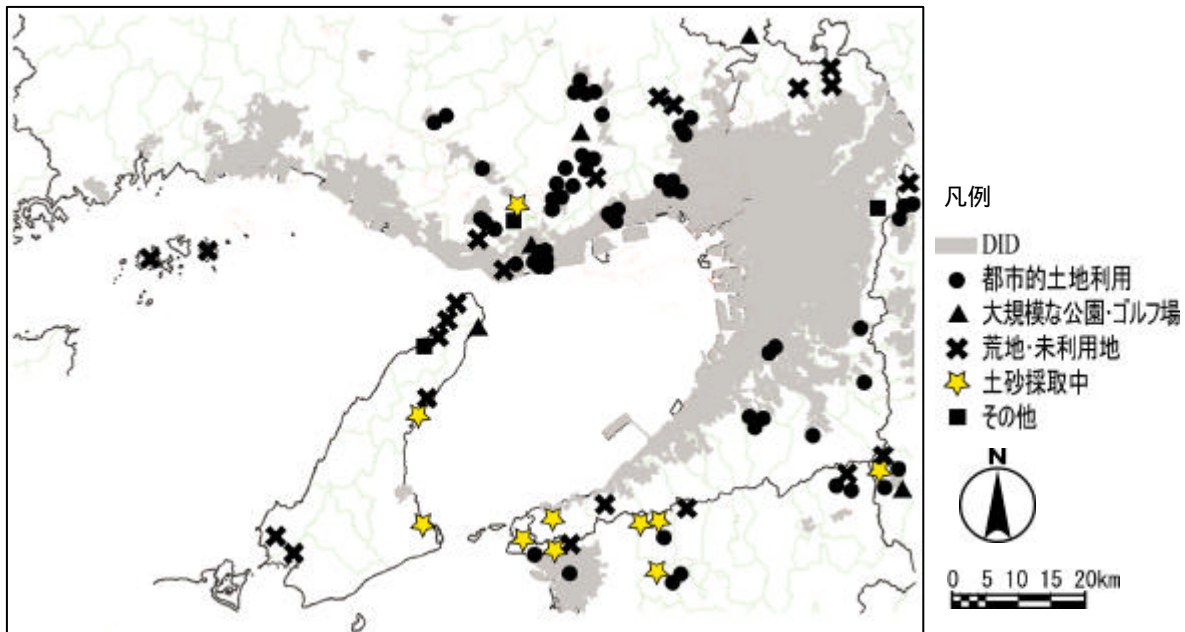 凡例
DID
都市的土地利用
大規模な公園・ゴルフ場
荒地・未利用地
土砂採取中
その他
N
0 5 10 15 20km